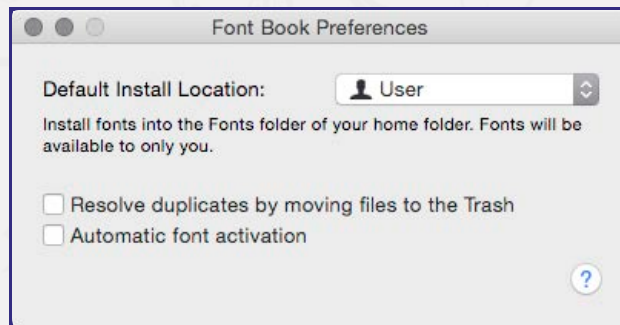 Font Book Preferences
Default Install Location:	User
Install fonts into the Fonts folder of your home folder. Fonts will be
available to only you.
Resolve duplicates by moving files to the Trash
Automatic font activation
?